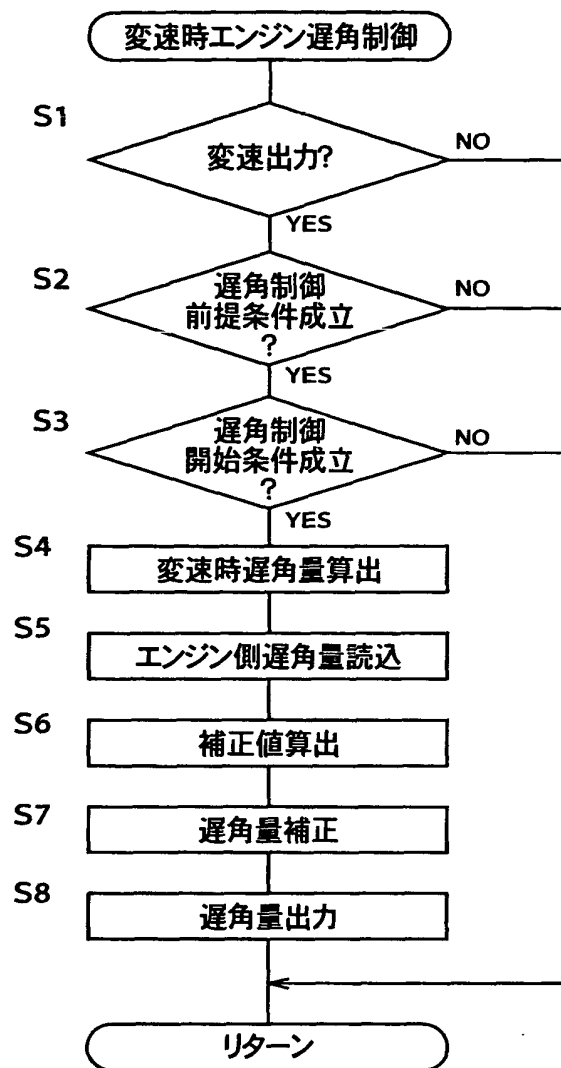 変速時エンジン遅角制御
S1
変速出力?
NO
YES
S2
遅角制御
前提条件成立
?
NO
YES
S3
遅角制御
開始条件成立
?
NO
YES
S4
変速時遅角量算出
S5
エンジン側遅角量読込
S6
補正値算出
S7
遅角量補正
S8
遅角量出力
リターン